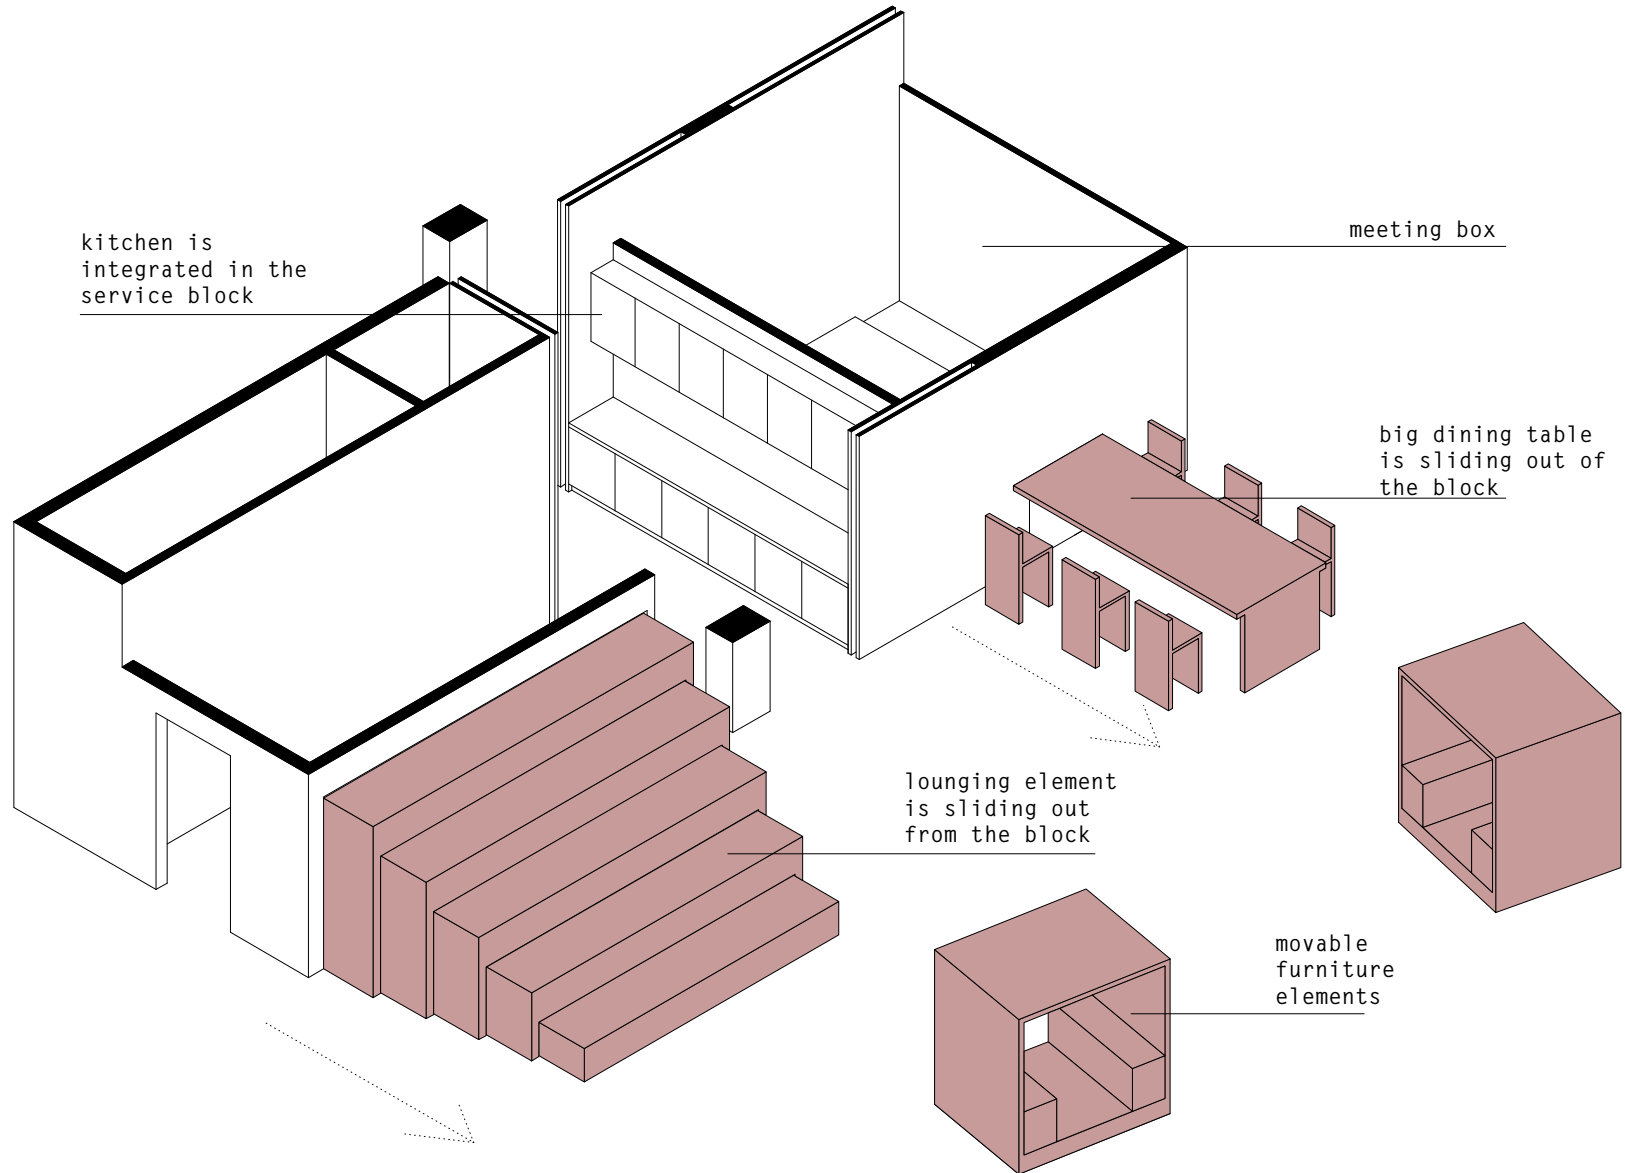 kitchen is
integrated in the
service block
meeting box
big dining table
is sliding out of
the block
lounging element
is sliding out
from the block
movable
furniture
elements